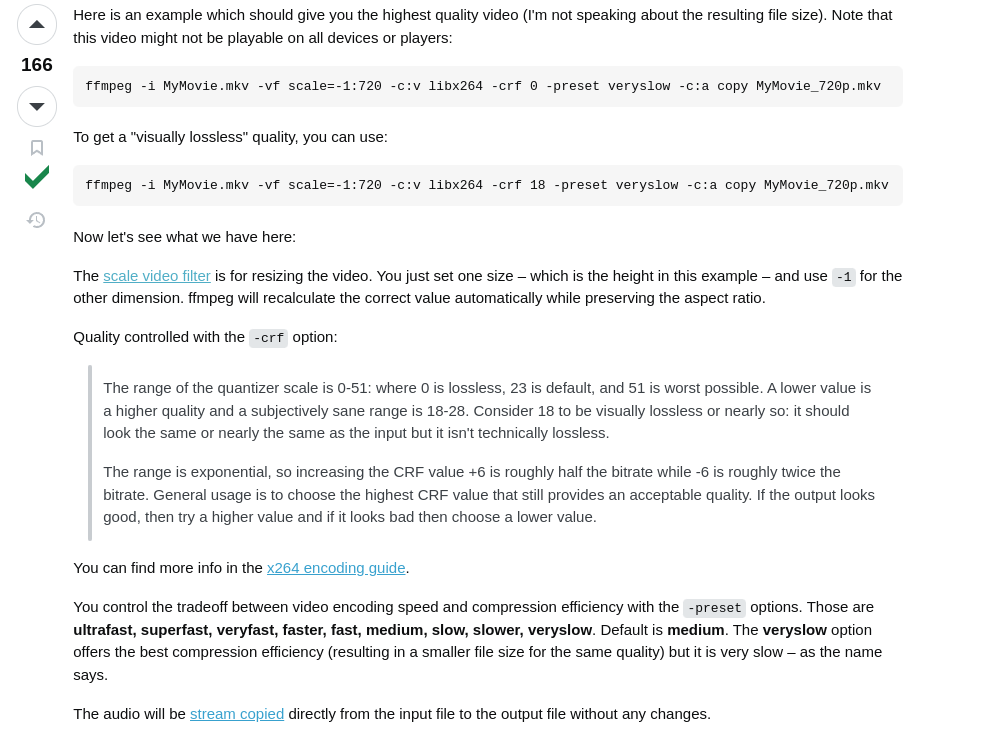 Here is an example which should give you the highest quality video (I'm not speaking about the resulting file size). Note that
this video might not be playable on all devices or players:
166
ffmpeg -i MyMovie.mkv -vf scale=-1:720 -c:v libx264 -crf 0 -preset veryslow -c:a copy MyMovie_720p.mkv
To get a "visually lossless" quality, you can use:
ffmpeg -i MyMovie.mkv -vf scale=-1:720 -c:v libx264 -crf 18 -preset veryslow -c:a copy MyMovie_720p.mkv
Now let's see what we have here:
The scale video filter is for resizing the video. You just set one size – which is the height in this example – and use -1 for the
other dimension. ffmpeg will recalculate the correct value automatically while preserving the aspect ratio.
Quality controlled with the -crf option:
The range of the quantizer scale is 0-51: where 0 is lossless, 23 is default, and 51 is worst possible. A lower value is
a higher quality and a subjectively sane range is 18-28. Consider 18 to be visually lossless or nearly so: it should
look the same or nearly the same as the input but it isn't technically lossless.
The range is exponential, so increasing the CRF value +6 is roughly half the bitrate while -6 is roughly twice the
bitrate. General usage is to choose the highest CRF value that still provides an acceptable quality. If the output looks
good, then try a higher value and if it looks bad then choose a lower value.
You can find more info in the x264 encoding guide.
You control the tradeoff between video encoding speed and compression efficiency with the -preset options. Those are
ultrafast, superfast, veryfast, faster, fast, medium, slow, slower, veryslow. Default is medium. The veryslow option
offers the best compression efficiency (resulting in a smaller file size for the same quality) but it is very slow – as the name
says.
The audio will be stream copied directly from the input file to the output file without any changes.